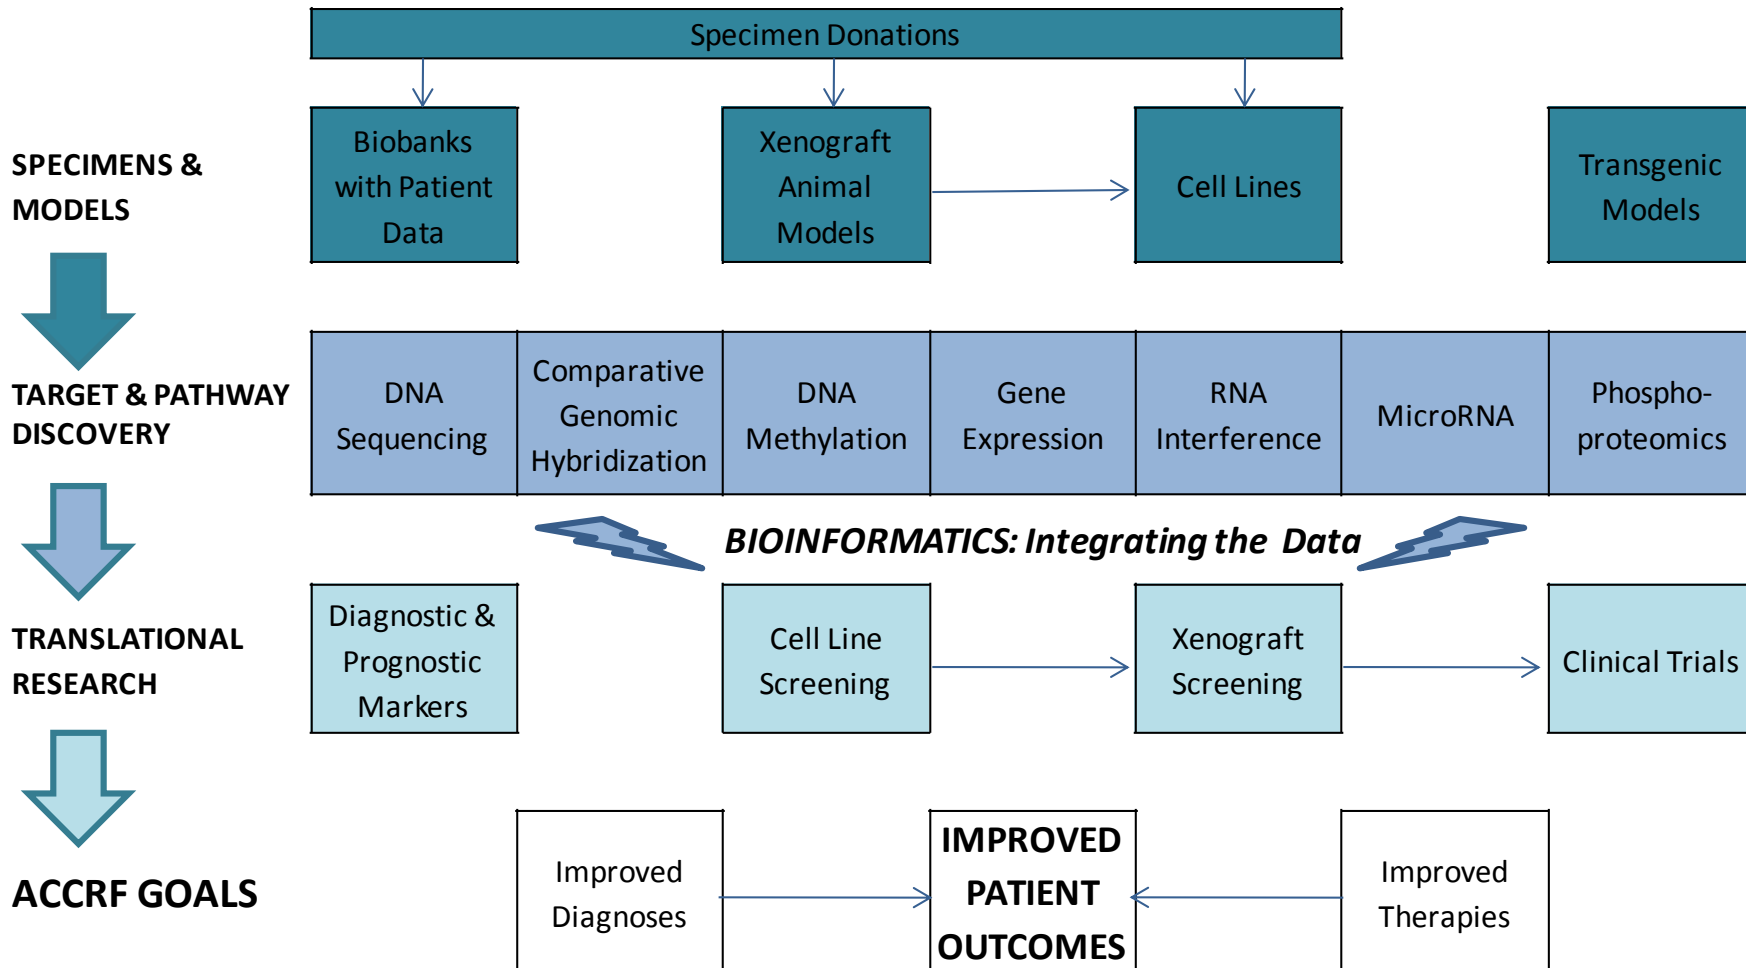 Specimen Donations
SPECIMENS &
MODELS
Biobanks
with Patient
Data
Xenograft
Animal
Models
Cell Lines
Transgenic
Models
TARGET & PATHWAY
DISCOVERY
DNA
Sequencing
Comparative
Genomic
Hybridization
DNA
Methylation
Gene
Expression
RNA
Interference
MicroRNA
Phospho-
proteomics
BIOINFORMATICS: Integrating the Data
TRANSLATIONAL
RESEARCH
Diagnostic &
Prognostic
Markers
Cell Line
Screening
Xenograft
Screening
Clinical Trials
ACCRF GOALS
Improved
Diagnoses
IMPROVED
PATIENT
OUTCOMES
Improved
Therapies